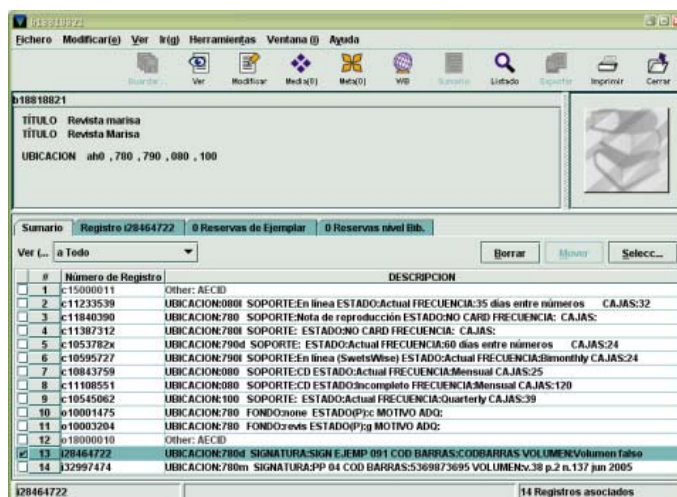 b18818821
Fichero Modificar(e) Ver Ir(g) Herramientas Ventana (i) Ayuda
Guardar... Ver Modificar Media(0) Meta(0) WB Sumario Listado Exportar Imprimir Cerrar
b18818821
TÍTULO Revista marisa
TÍTULO Revista Marisa
UBICACION ah0 , 780 , 790 , 080 , 100
Sumario Registro i28464722 0 Reservas de Ejemplar 0 Reservas nivel Bib.
Ver (... a Todo Borrar Mover Selecc...
# Número de Registro DESCRIPCION
1 c15000011 Other: AECID
2 c11233539 UBICACION:080l SOPORTE:En línea ESTADO:Actual FRECUENCIA:35 días entre números CAJAS:32
3 c11840390 UBICACION:780 SOPORTE:Nota de reproducción ESTADO:NO CARD FRECUENCIA: CAJAS:
4 c11387312 UBICACION:780l SOPORTE: ESTADO:NO CARD FRECUENCIA: CAJAS:
5 c1053782x UBICACION:790d SOPORTE: ESTADO:Actual FRECUENCIA:60 días entre números CAJAS:24
6 c10595727 UBICACION:790l SOPORTE:En línea (SwetsWise) ESTADO:Actual FRECUENCIA:Bimonthly CAJAS:24
7 c10843759 UBICACION:080 SOPORTE:CD ESTADO:Actual FRECUENCIA:Mensual CAJAS:25
8 c11108551 UBICACION:080 SOPORTE:CD ESTADO:Incompleto FRECUENCIA:Mensual CAJAS:120
9 c10545062 UBICACION:100 SOPORTE: ESTADO:Actual FRECUENCIA:Quarterly CAJAS:39
10 o10001475 UBICACION:780 FONDO:none ESTADO(P):c MOTIVO ADQ:
11 o10003204 UBICACION:780 FONDO:revis ESTADO(P):g MOTIVO ADQ:
12 o18000010 Other: AECID
13 i28464722 UBICACION:780d SIGNATURA:SIGN EJEMP 091 COD BARRAS:CODBARRAS VOLUMEN:Volumen falso
14 i32997474 UBICACION:780m SIGNATURA:PP 04 COD BARRAS:5369873695 VOLUMEN:v.38 p.2 n.137 jun 2005
i28464722 14 Registros asociados